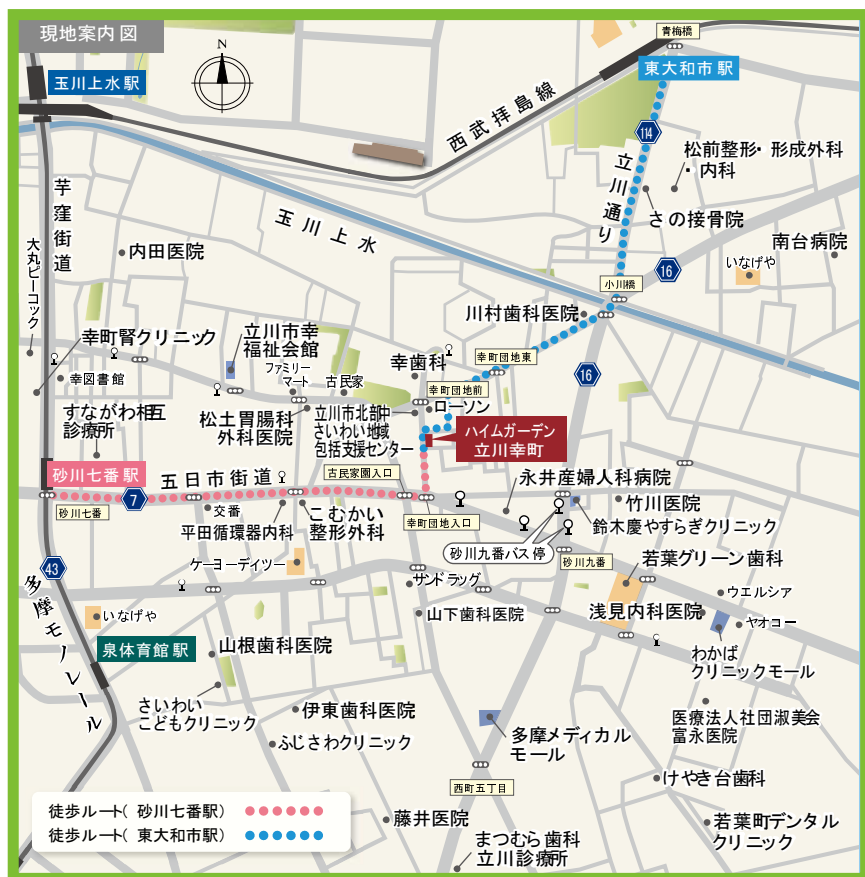 現地案内図
青梅橋
玉川上水駅
N
東大和市駅
西武拝島線
114
立川通り
松前整形・形成外科
・内科
さの接骨院
芋窪街道
玉川上水
南台病院
いなげや
16
大丸ピーコック
内田医院
小川橋
川村歯科医院
幸町腎クリニック
立川市幸
福祉会館
幸歯科
幸町団地東
16
幸図書館
ファミリー
マート
古民家
幸町団地前
ローソン
すながわ相互
診療所
松土胃腸科
外科医院
立川市北部中
さいわい地域
包括支援センター
ハイムガーデン
立川幸町
砂川七番駅
五日市街道
古民家園入口
永井産婦人科病院
7
砂川七番
交番
平田循環器内科
こむかい
整形外科
幸町団地入口
竹川医院
鈴木慶やすらぎクリニック
砂川九番バス停
砂川九番
43
ケーヨーデイツー
サンドラッグ
若葉グリーン歯科
ウエルシア
多摩モノレール
いなげや
山下歯科医院
浅見内科医院
ヤオコー
泉体育館駅
山根歯科医院
わかば
クリニックモール
さいわい
こどもクリニック
伊東歯科医院
医療法人社団淑美会
富永医院
ふじさわクリニック
多摩メディカル
モール
けやき台歯科
西町五丁目
徒歩ルート( 砂川七番駅)
徒歩ルート( 東大和市駅)
藤井医院
若葉町デンタル
クリニック
まつむら歯科
立川診療所